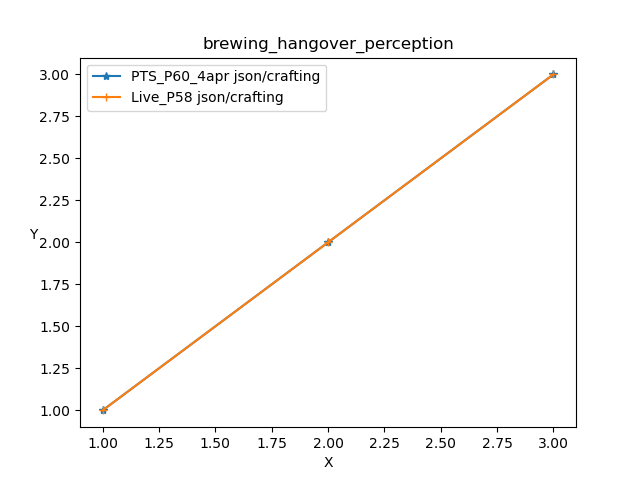 brewing_hangover_perception
PTS_P60_4apr json/crafting
Live_P58 json/crafting
Y
3.00
2.75
2.50
2.25
2.00
1.75
1.50
1.25
1.00
1.00 1.25 1.50 1.75 2.00 2.25 2.50 2.75 3.00
X